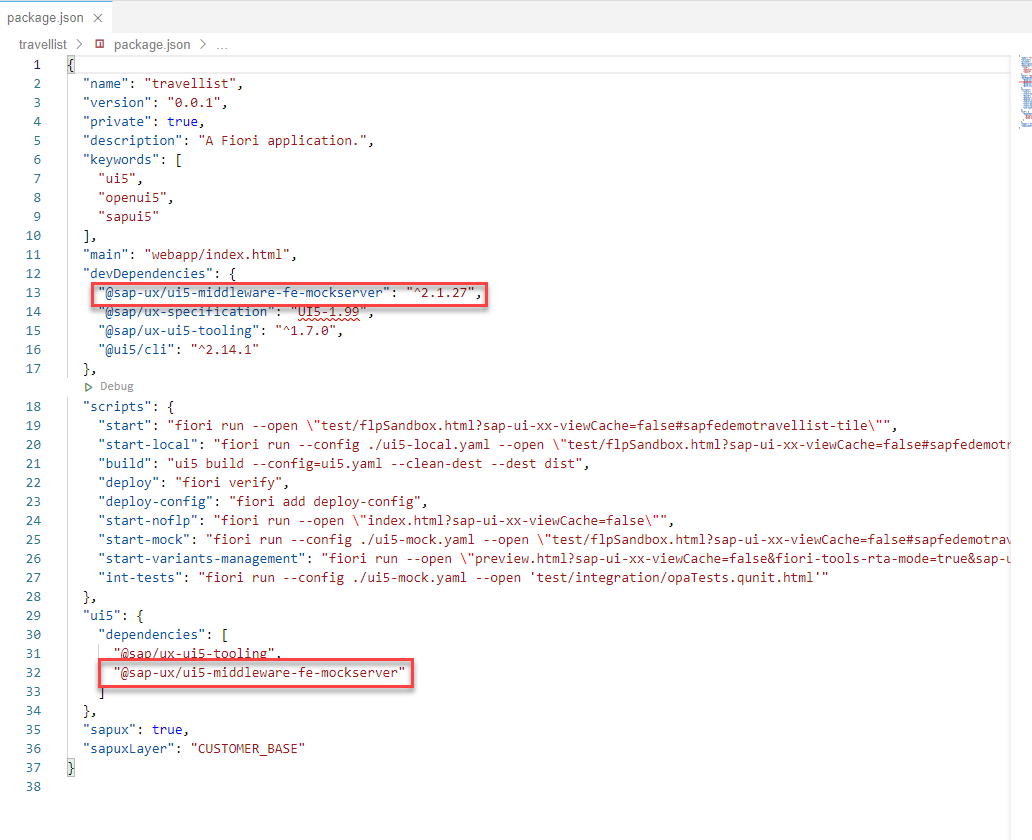 package.json
travellist > package.json > ...
1 {
2 "name": "travellist",
3 "version": "0.0.1",
4 "private": true,
5 "description": "A Fiori application.",
6 "keywords": [
7 "ui5",
8 "openui5",
9 "sapui5"
10 ],
11 "main": "webapp/index.html",
12 "devDependencies": {
13 "@sap-ux/ui5-middleware-fe-mockserver": "^2.1.27",
14 "@sap/ux-specification": "UI5-1.99",
15 "@sap/ux-ui5-tooling": "^1.7.0",
16 "@ui5/cli": "^2.14.1"
17 },
Debug
18 "scripts": {
19 "start": "fiori run --open \"test/flpSandbox.html?sap-ui-xx-viewCache=false#sapfedemotravellist-tile\"",
20 "start-local": "fiori run --config ./ui5-local.yaml --open \"test/flpSandbox.html?sap-ui-xx-viewCache=false#sapfedemotr
21 "build": "ui5 build --config=ui5.yaml --clean-dest --dest dist",
22 "deploy": "fiori verify",
23 "deploy-config": "fiori add deploy-config",
24 "start-noflp": "fiori run --open \"index.html?sap-ui-xx-viewCache=false\"",
25 "start-mock": "fiori run --config ./ui5-mock.yaml --open \"test/flpSandbox.html?sap-ui-xx-viewCache=false#sapfedemotrav
26 "start-variants-management": "fiori run --open \"preview.html?sap-ui-xx-viewCache=false&fiori-tools-rta-mode=true&sap-u
27 "int-tests": "fiori run --config ./ui5-mock.yaml --open 'test/integration/opaTests.qunit.html'"
28 },
29 "ui5": {
30 "dependencies": [
31 "@sap/ux-ui5-tooling",
32 "@sap-ux/ui5-middleware-fe-mockserver"
33 ]
34 },
35 "sapux": true,
36 "sapuxLayer": "CUSTOMER_BASE"
37 }
38